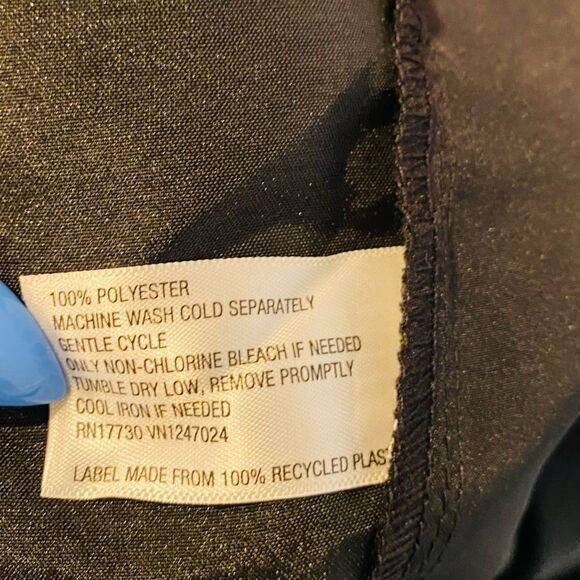 100% POLYESTER
MACHINE WASH COLD SEPARATELY
GENTLE CYCLE
ONLY NON-CHLORINE BLEACH IF NEEDED
TUMBLE DRY LOW, REMOVE PROMPTLY
COOL IRON IF NEEDED
RN17730 VN1247024
LABEL MADE FROM 100% RECYCLED PLAS